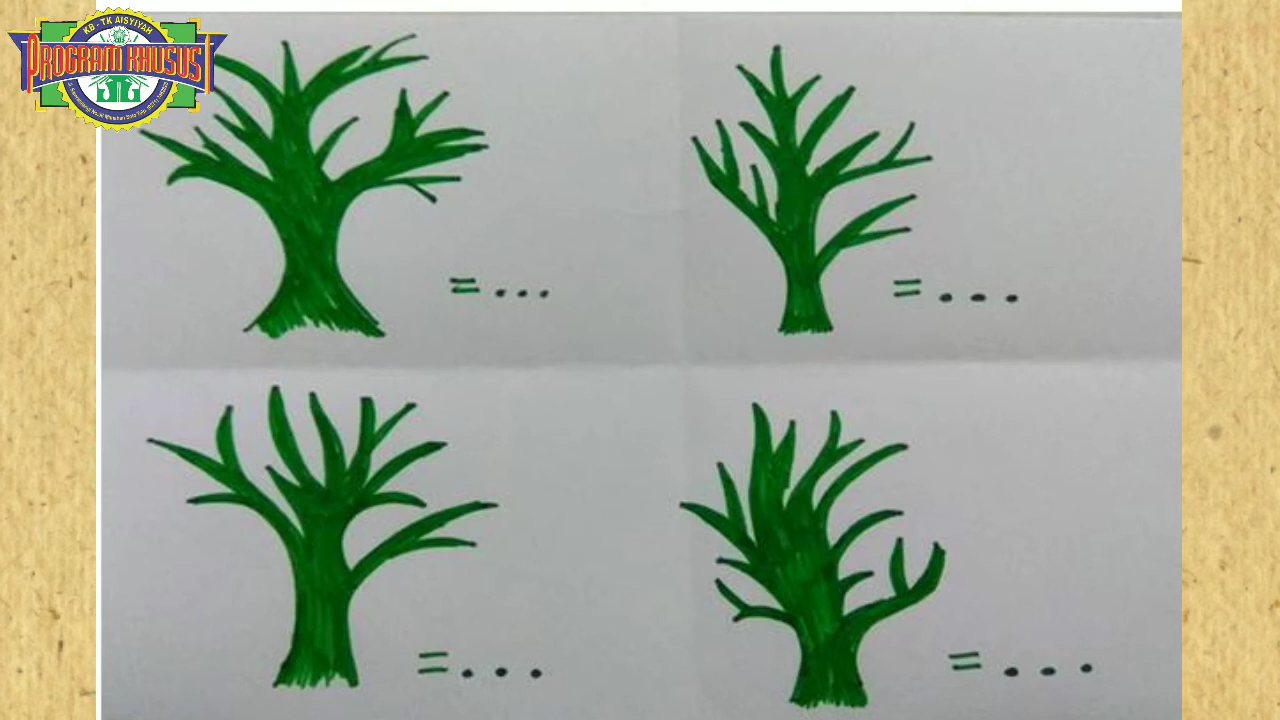 KB - TK AISYIYAH
PROGRAM KHUSUS
= ...
= ...
= ...
= ...